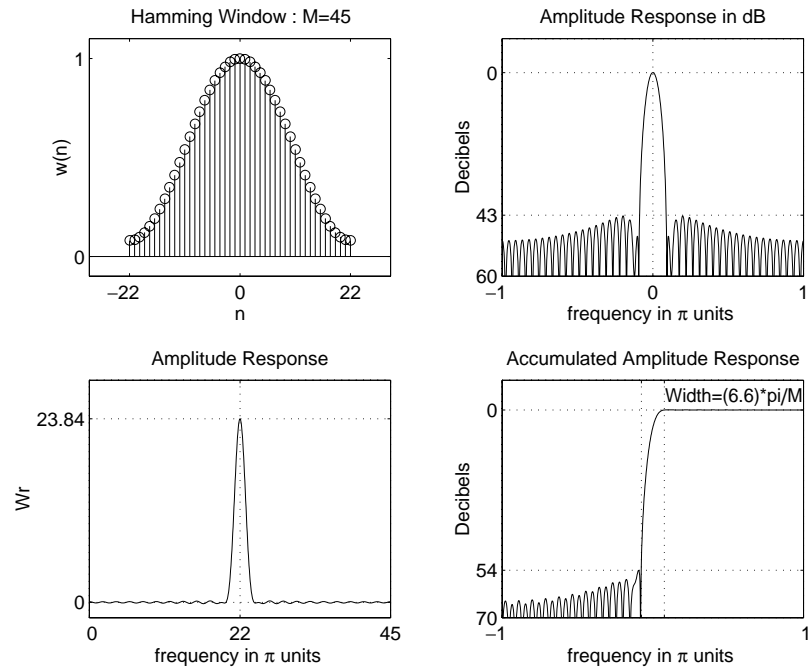 Hamming Window : M=45
1
w(n)
0
−22
0
22
n
Amplitude Response in dB
0
Decibels
43
60
−1
0
1
frequency in π units
Amplitude Response
23.84
Wr
0
0
22
45
frequency in π units
Accumulated Amplitude Response
Width=(6.6)*pi/M
0
Decibels
54
70
−1
1
frequency in π units